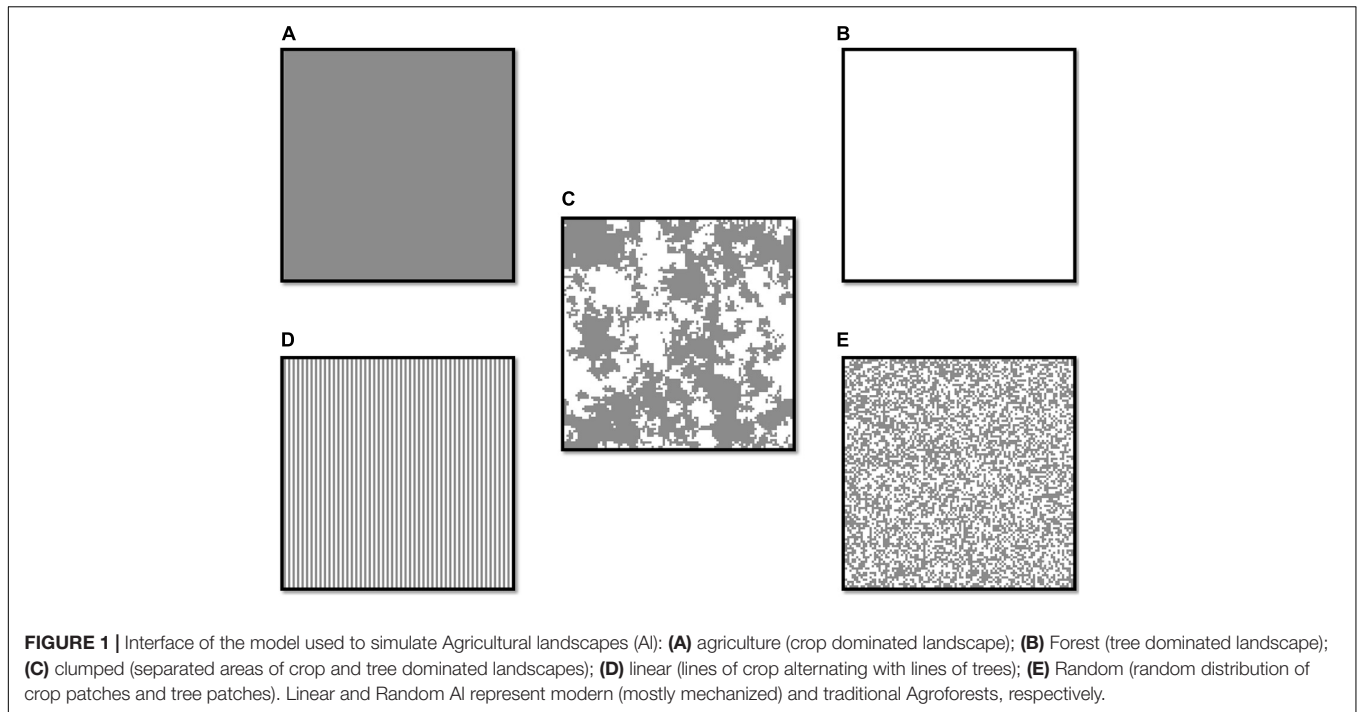 A
B
C
D
E
FIGURE 1 | Interface of the model used to simulate Agricultural landscapes (Al): (A) agriculture (crop dominated landscape); (B) Forest (tree dominated landscape);
(C) clumped (separated areas of crop and tree dominated landscapes); (D) linear (lines of crop alternating with lines of trees); (E) Random (random distribution of
crop patches and tree patches). Linear and Random Al represent modern (mostly mechanized) and traditional Agroforests, respectively.